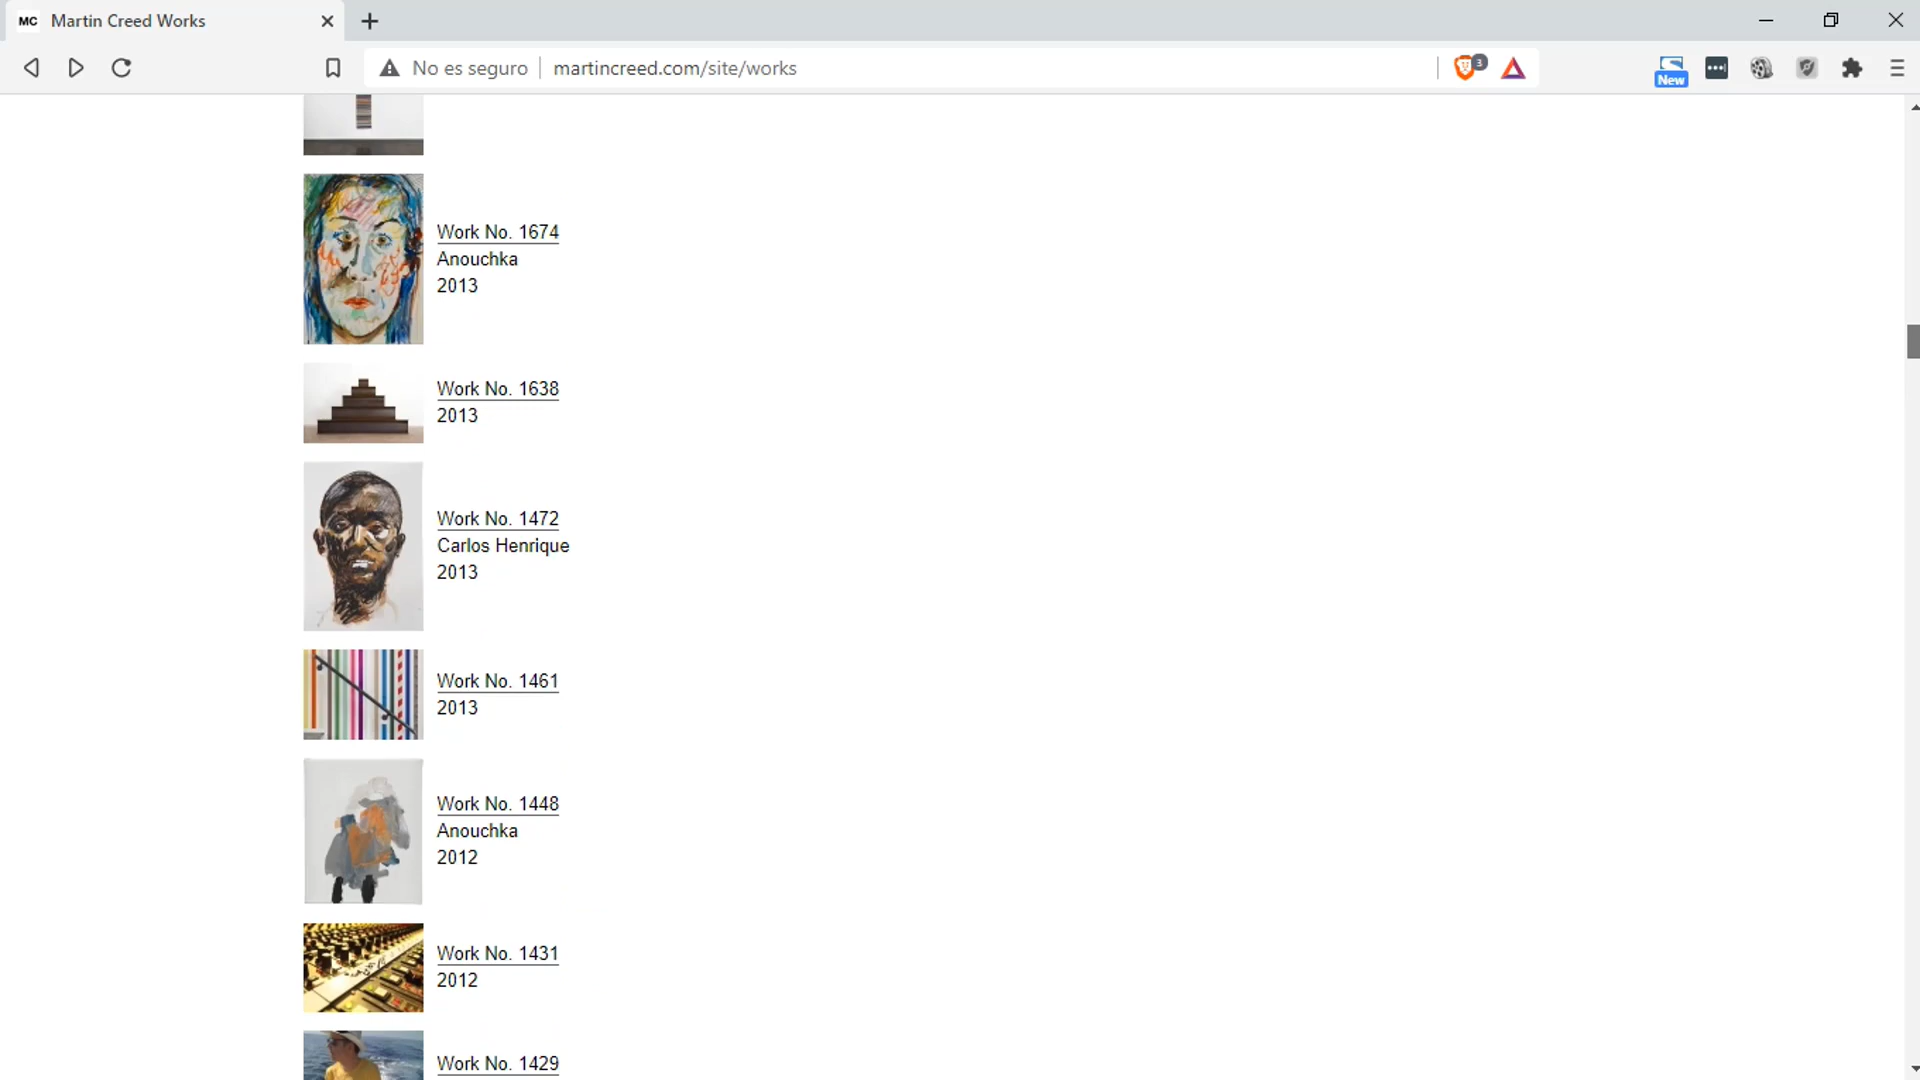 MC Martin Creed Works
No es seguro martincreed.com/site/works
3
New
Work No. 1674
Anouchka
2013
Work No. 1638
2013
Work No. 1472
Carlos Henrique
2013
Work No. 1461
2013
Work No. 1448
Anouchka
2012
Work No. 1431
2012
Work No. 1429